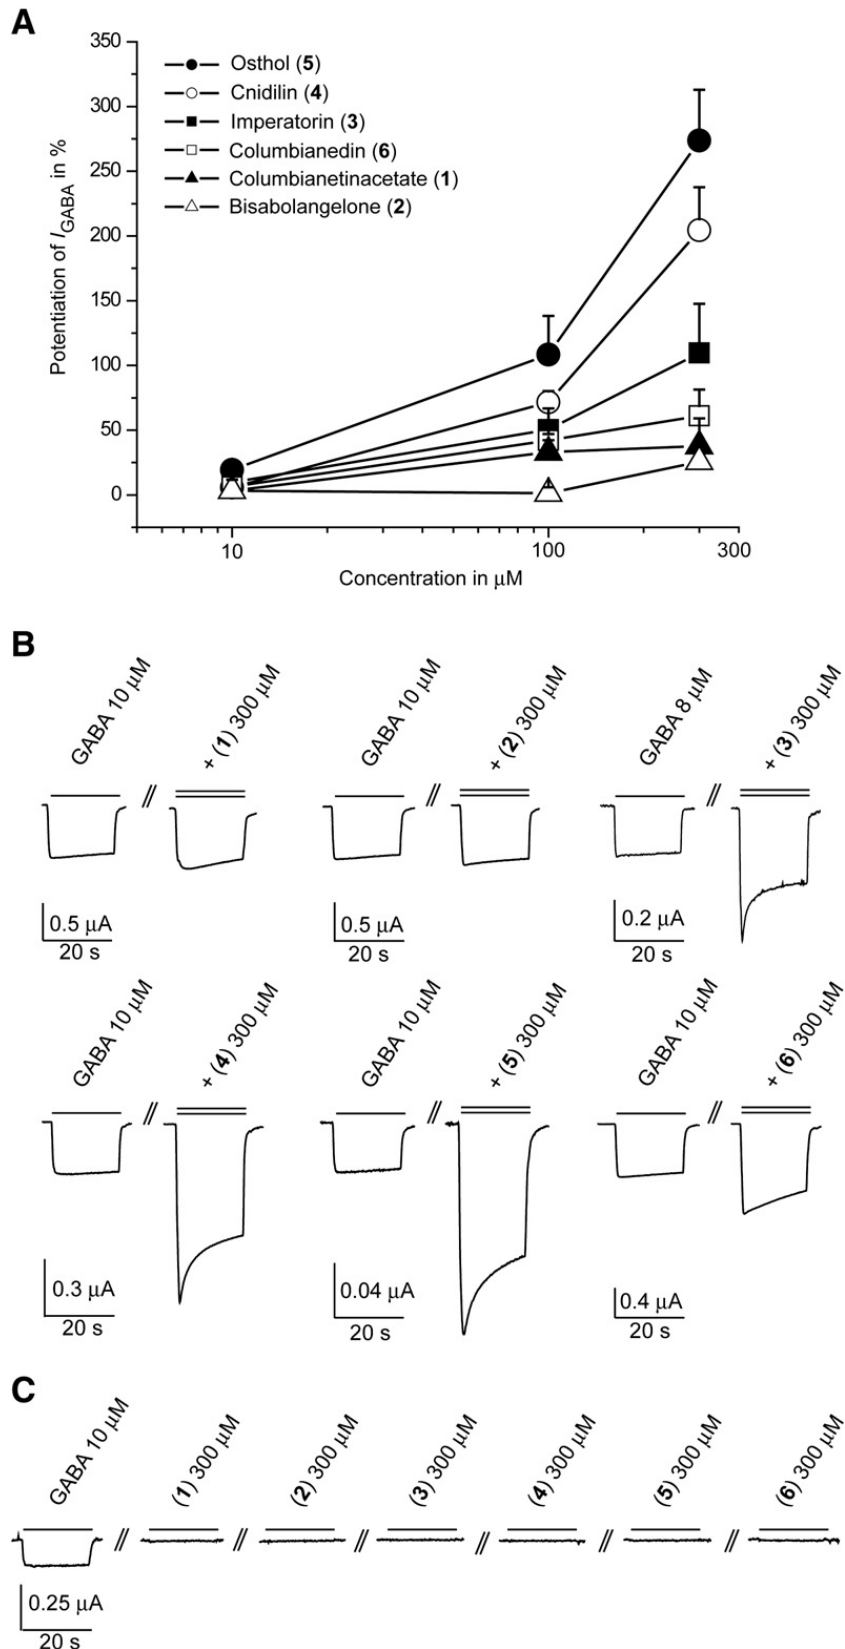 A
350
300
250
200
150
100
50
0
Potentiation of IGABA in %
Osthol (5)
Cnidilin (4)
Imperatorin (3)
Columbianedin (6)
Columbianetinacetate (1)
Bisabolangelone (2)
10 100 300
Concentration in μM
B
GABA 10 μM + (1) 300 μM GABA 10 μM + (2) 300 μM GABA 8 μM + (3) 300 μM
// // //
0.5 μA 0.5 μA 0.2 μA
20 s 20 s 20 s
GABA 10 μM + (4) 300 μM GABA 10 μM + (5) 300 μM GABA 10 μM + (6) 300 μM
// // //
0.3 μA 0.04 μA 0.4 μA
20 s 20 s 20 s
C
GABA 10 μM (1) 300 μM (2) 300 μM (3) 300 μM (4) 300 μM (5) 300 μM (6) 300 μM
// // // // // //
0.25 μA
20 s